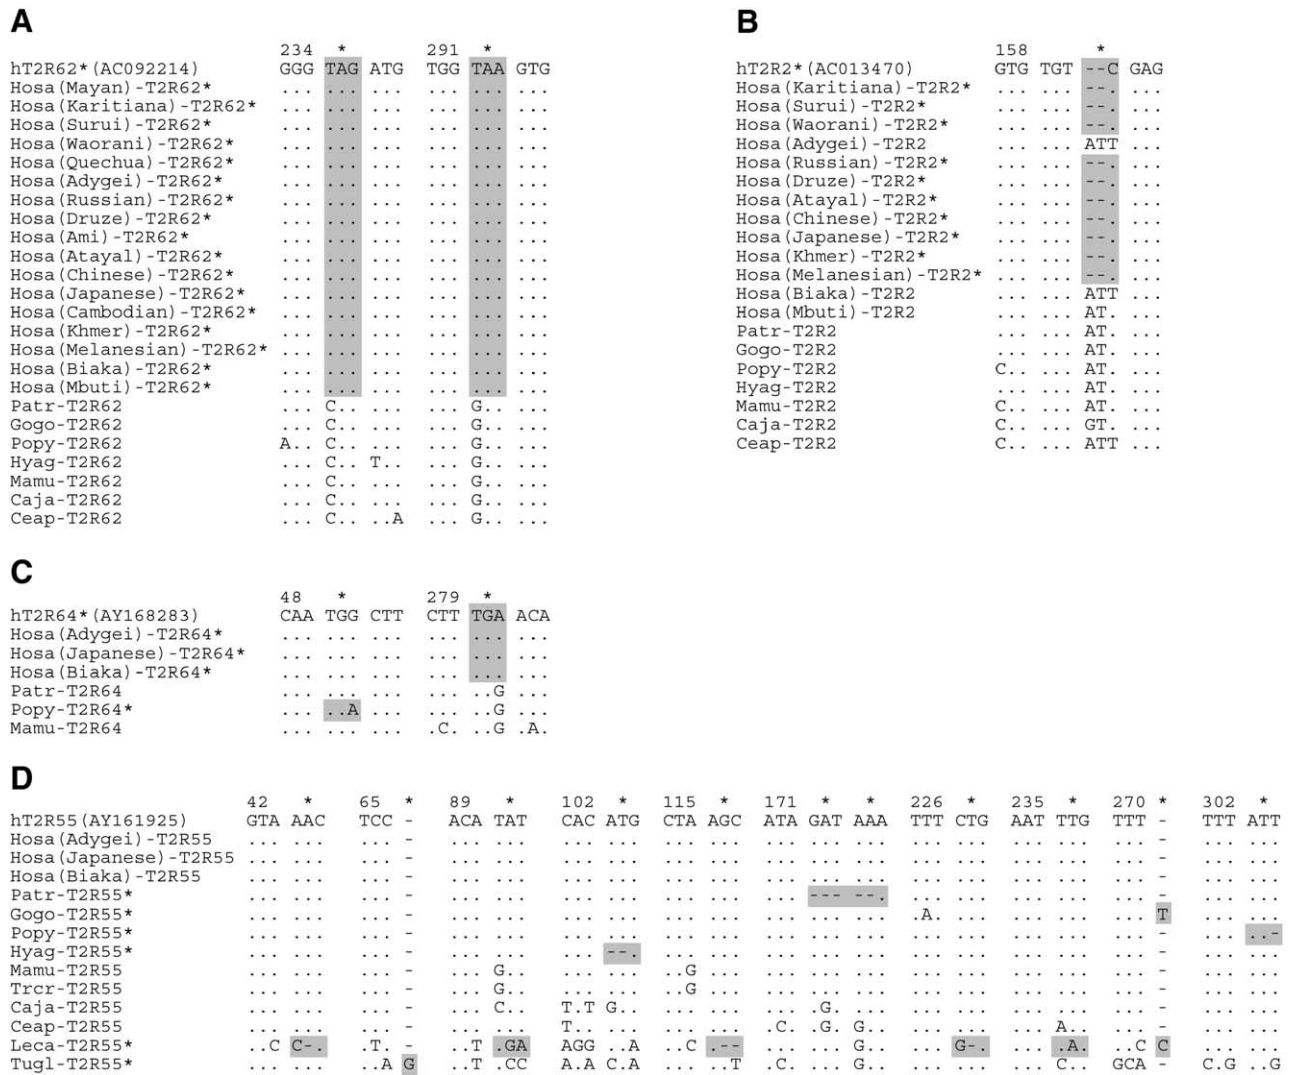 A
234 * 291 *
hT2R62*(AC092214) GGG TAG ATG TGG TAA GTG
Hosa(Mayan)-T2R62* ... ... ... ... ... ...
Hosa(Karitiana)-T2R62* ... ... ... ... ... ...
Hosa(Surui)-T2R62* ... ... ... ... ... ...
Hosa(Waorani)-T2R62* ... ... ... ... ... ...
Hosa(Quechua)-T2R62* ... ... ... ... ... ...
Hosa(Adygei)-T2R62* ... ... ... ... ... ...
Hosa(Russian)-T2R62* ... ... ... ... ... ...
Hosa(Druze)-T2R62* ... ... ... ... ... ...
Hosa(Ami)-T2R62* ... ... ... ... ... ...
Hosa(Atayal)-T2R62* ... ... ... ... ... ...
Hosa(Chinese)-T2R62* ... ... ... ... ... ...
Hosa(Japanese)-T2R62* ... ... ... ... ... ...
Hosa(Cambodian)-T2R62* ... ... ... ... ... ...
Hosa(Khmer)-T2R62* ... ... ... ... ... ...
Hosa(Melanesian)-T2R62* ... ... ... ... ... ...
Hosa(Biaka)-T2R62* ... ... ... ... ... ...
Hosa(Mbuti)-T2R62* ... ... ... ... ... ...
Patr-T2R62 ... C.. ... ... G.. ...
Gogo-T2R62 ... C.. ... ... G.. ...
Popy-T2R62 A.. C.. ... ... G.. ...
Hyag-T2R62 ... C.. T.. ... G.. ...
Mamu-T2R62 ... C.. ... ... G.. ...
Caja-T2R62 ... C.. ... ... G.. ...
Ceap-T2R62 ... C.. ..A ... G.. ...
B
158 *
hT2R2*(AC013470) GTG TGT --C GAG
Hosa(Karitiana)-T2R2* ... ... --. ...
Hosa(Surui)-T2R2* ... ... --. ...
Hosa(Waorani)-T2R2* ... ... --. ...
Hosa(Adygei)-T2R2 ... ... ATT ...
Hosa(Russian)-T2R2* ... ... --. ...
Hosa(Druze)-T2R2* ... ... --. ...
Hosa(Atayal)-T2R2* ... ... --. ...
Hosa(Chinese)-T2R2* ... ... --. ...
Hosa(Japanese)-T2R2* ... ... --. ...
Hosa(Khmer)-T2R2* ... ... --. ...
Hosa(Melanesian)-T2R2* ... ... --. ...
Hosa(Biaka)-T2R2 ... ... ATT ...
Hosa(Mbuti)-T2R2 ... ... AT. ...
Patr-T2R2 ... ... AT. ...
Gogo-T2R2 ... ... AT. ...
Popy-T2R2 C.. ... AT. ...
Hyag-T2R2 ... ... AT. ...
Mamu-T2R2 C.. ... AT. ...
Caja-T2R2 C.. ... GT. ...
Ceap-T2R2 C.. ... ATT ...
C
48 * 279 *
hT2R64*(AY168283) CAA TGG CTT CTT TGA ACA
Hosa(Adygei)-T2R64* ... ... ... ... ... ...
Hosa(Japanese)-T2R64* ... ... ... ... ... ...
Hosa(Biaka)-T2R64* ... ... ... ... ... ...
Patr-T2R64 ... ... ... ... ..G ...
Popy-T2R64* ... ..A ... ... ..G ...
Mamu-T2R64 ... ... ... .C. ..G .A.
D
42 * 65 * 89 * 102 * 115 * 171 * * 226 * 235 * 270 * 302 *
hT2R55(AY161925) GTA AAC TCC - ACA TAT CAC ATG CTA AGC ATA GAT AAA TTT CTG AAT TTG TTT - TTT ATT
Hosa(Adygei)-T2R55 ... ... ... - ... ... ... ... ... ... ... ... ... ... ... ... ... ... - ... ...
Hosa(Japanese)-T2R55 ... ... ... - ... ... ... ... ... ... ... ... ... ... ... ... ... ... - ... ...
Hosa(Biaka)-T2R55 ... ... ... - ... ... ... ... ... ... ... ... ... ... ... ... ... ... - ... ...
Patr-T2R55* ... ... ... - ... ... ... ... ... ... ... --- --. ... ... ... ... ... - ... ...
Gogo-T2R55* ... ... ... - ... ... ... ... ... ... ... ... ... .A. ... ... ... ... T ... ...
Popy-T2R55* ... ... ... - ... ... ... ... ... ... ... ... ... ... ... ... ... ... - ... ..-
Hyag-T2R55* ... ... ... - ... ... ... --. ... ... ... ... ... ... ... ... ... ... - ... ...
Mamu-T2R55 ... ... ... - ... G.. ... ... ..G ... ... ... ... ... ... ... ... ... - ... ...
Trcr-T2R55 ... ... ... - ... G.. ... ... ..G ... ... ... ... ... ... ... ... ... - ... ...
Caja-T2R55 ... ... ... - ... C.. T.T G.. ... ... ... .G. ... ... ... ... ... ... - ... ...
Ceap-T2R55 ... ... ... - ... ... T.. ... ... ... .C. .G. G.. ... ... ... A.. ... - ... ...
Leca-T2R55* ..C C-. .T. - ..T .GA AGG ..A ..C .-- ... ... G.. ... G-. ... .A. ..C C ... ...
Tugl-T2R55* ... ... ..A G ..T .CC A.A C.A ... ..T .C. ... G.. ... ... ... C.. GCA - C.G ..G